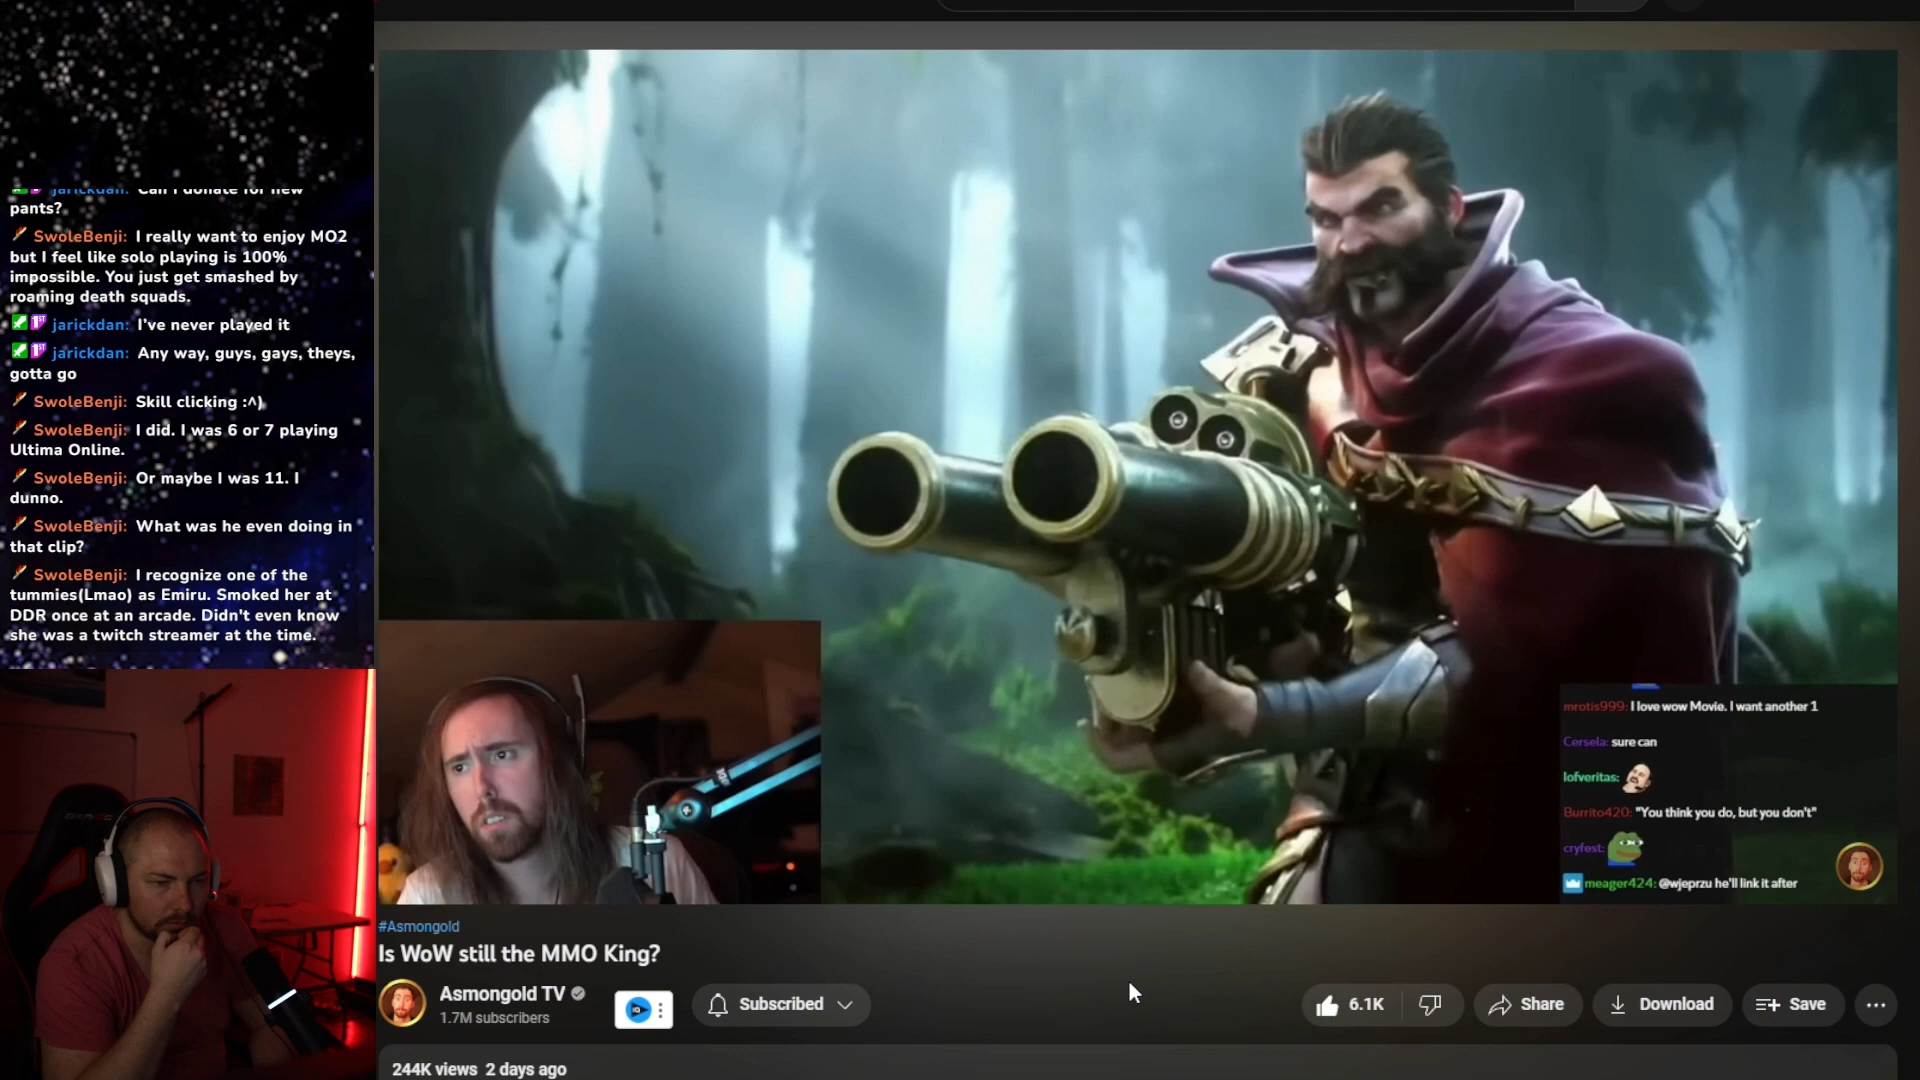 jarickdan: Can I donate for new
pants?
SwoleBenji: I really want to enjoy MO2
but I feel like solo playing is 100%
impossible. You just get smashed by
roaming death squads.
jarickdan: I've never played it
jarickdan: Any way, guys, gays, theys,
gotta go
SwoleBenji: Skill clicking :^)
SwoleBenji: I did. I was 6 or 7 playing
Ultima Online.
SwoleBenji: Or maybe I was 11. I
dunno.
SwoleBenji: What was he even doing in
that clip?
SwoleBenji: I recognize one of the
tummies(Lmao) as Emiru. Smoked her at
DDR once at an arcade. Didn't even know
she was a twitch streamer at the time.
mrotis999: I love wow Movie. I want another 1
Cersela: sure can
lofveritas:
Burrito420: "You think you do, but you don't"
cryfest:
meager424: @wjeprzu he'll link it after
#Asmongold
Is WoW still the MMO King?
Asmongold TV
1.7M subscribers
Subscribed
6.1K
Share
Download
Save
244K views 2 days ago